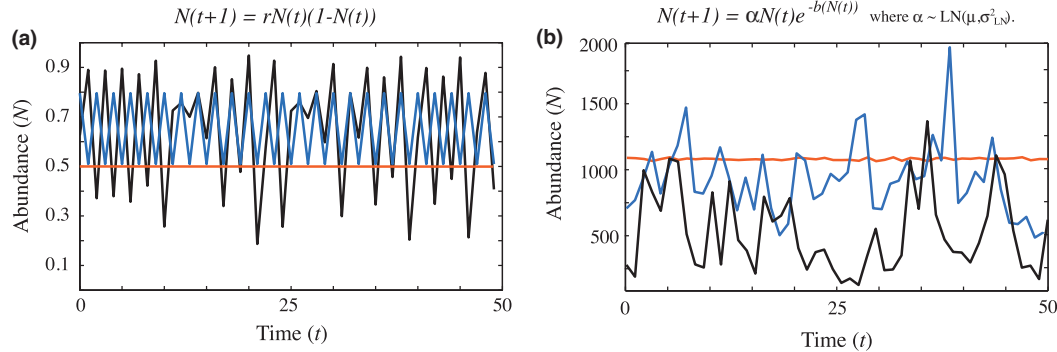 N(t+1) = rN(t)(1-N(t))
(a)
0.9
0.7
0.5
0.3
0.1
Abundance (N)
0
25
50
Time (t)
N(t+1) = αN(t)e^-b(N(t)) where α ~ LN(μ,σ²LN).
(b)
2000
1500
1000
500
Abundance (N)
0
25
50
Time (t)